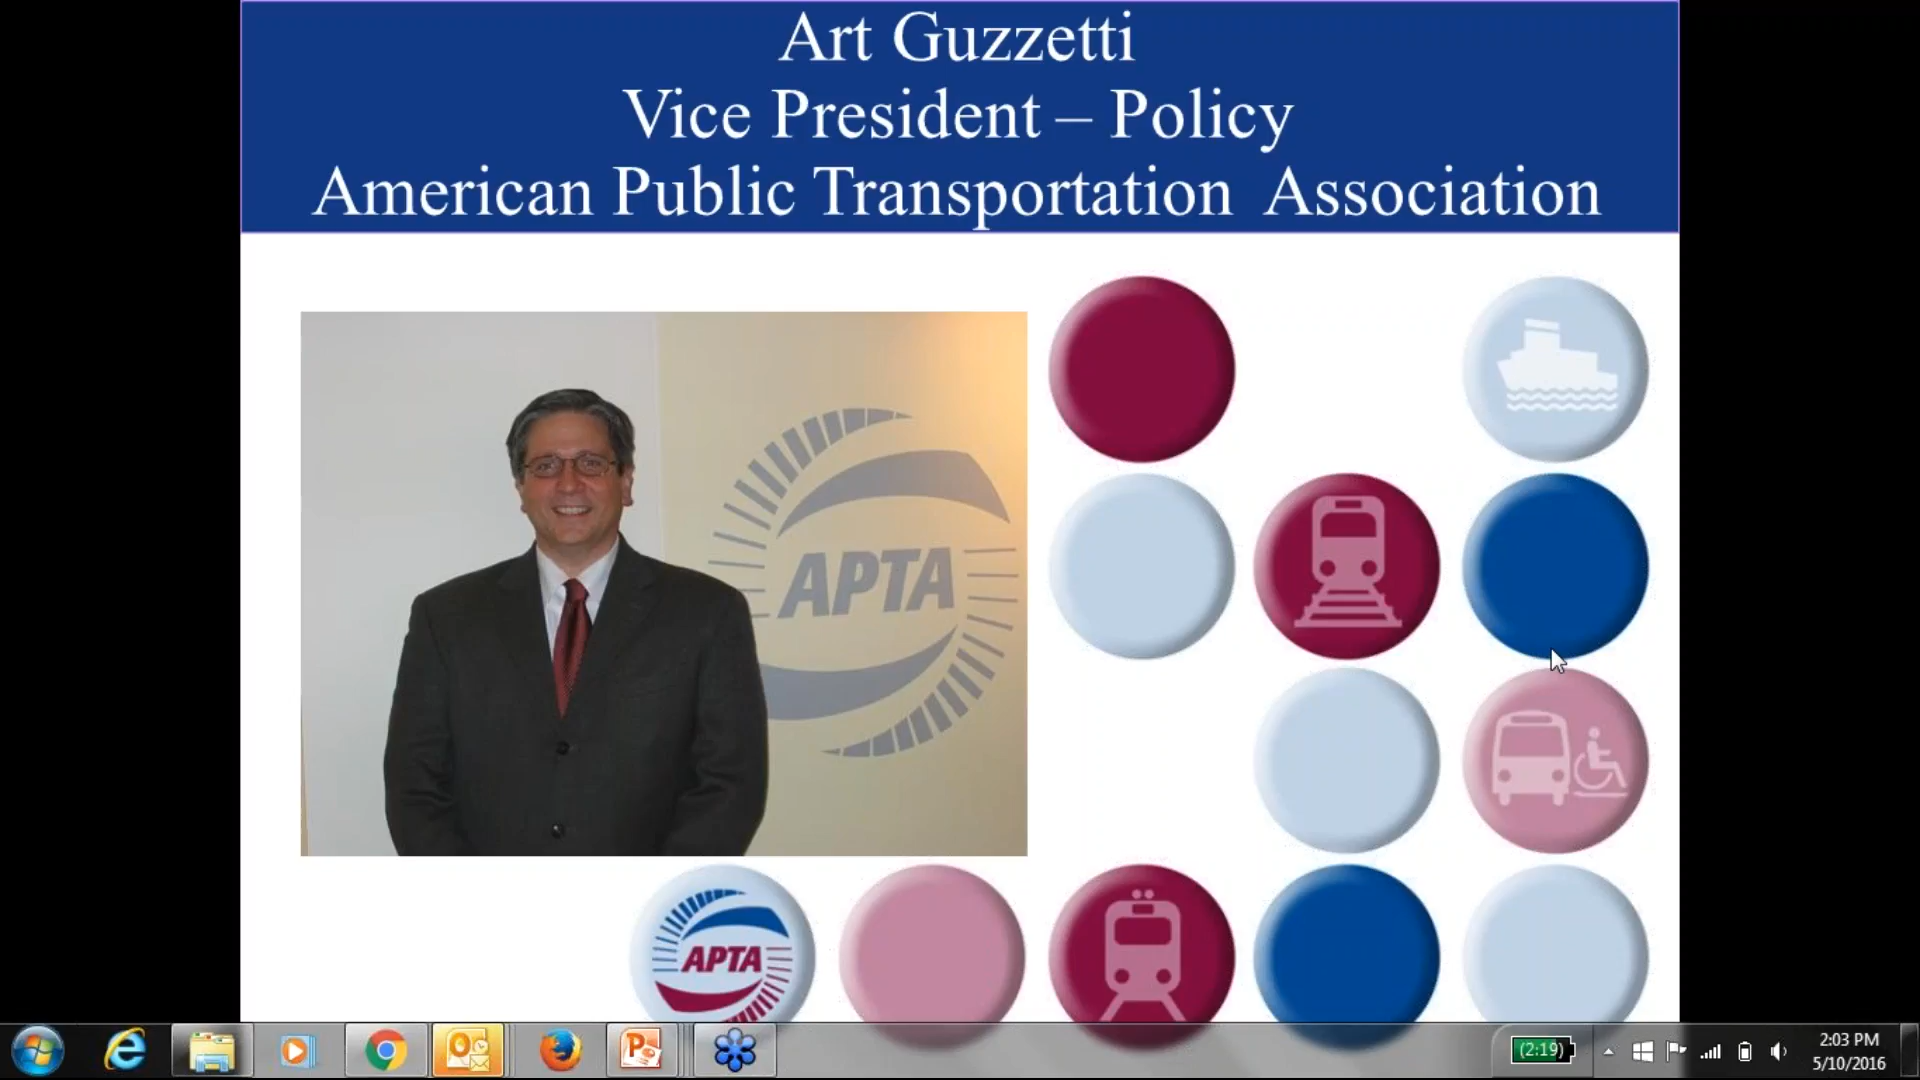 Art Guzzetti
Vice President – Policy
American Public Transportation Association
APTA
APTA
(2:19)
2:03 PM
5/10/2016